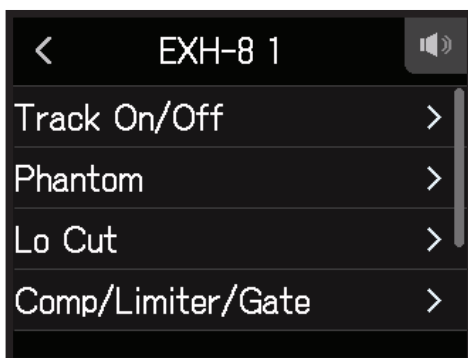 EXH-8 1
Track On/Off
Phantom
Lo Cut
Comp/Limiter/Gate